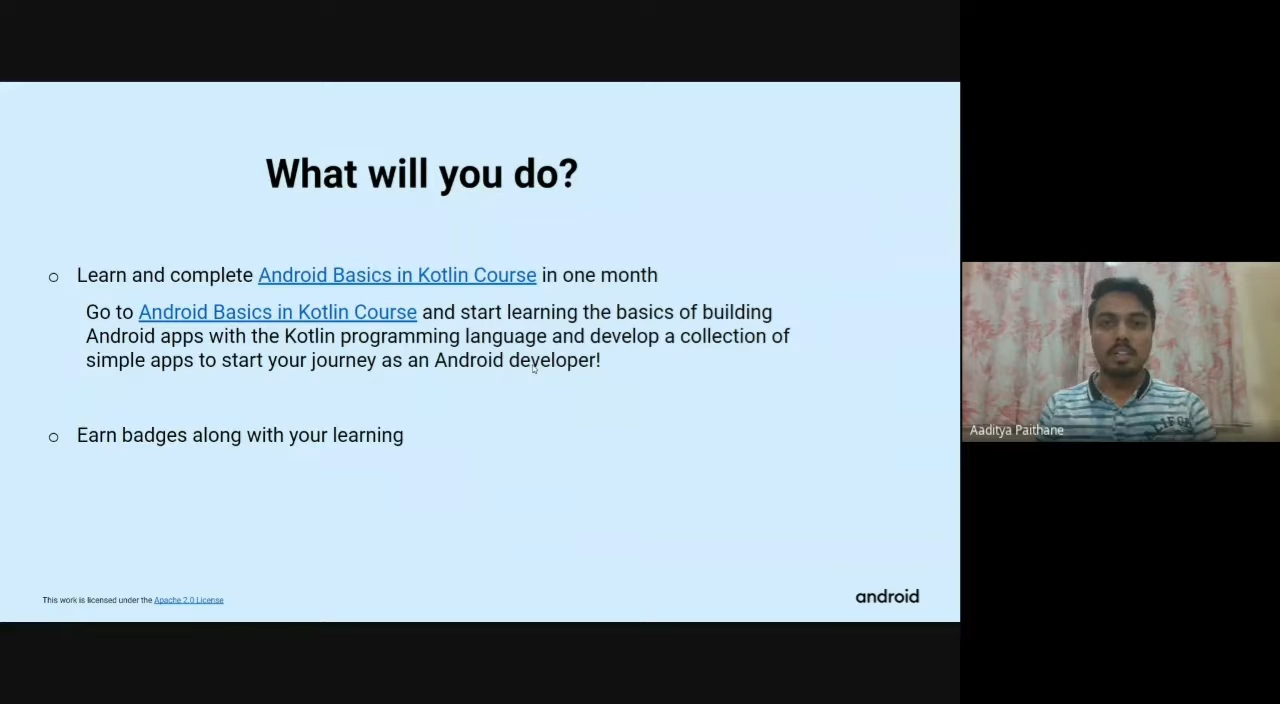 What will you do?
o Learn and complete Android Basics in Kotlin Course in one month
Go to Android Basics in Kotlin Course and start learning the basics of building
Android apps with the Kotlin programming language and develop a collection of
simple apps to start your journey as an Android developer!
o Earn badges along with your learning
This work is licensed under the Apache 2.0 License
android
Aaditya Paithane